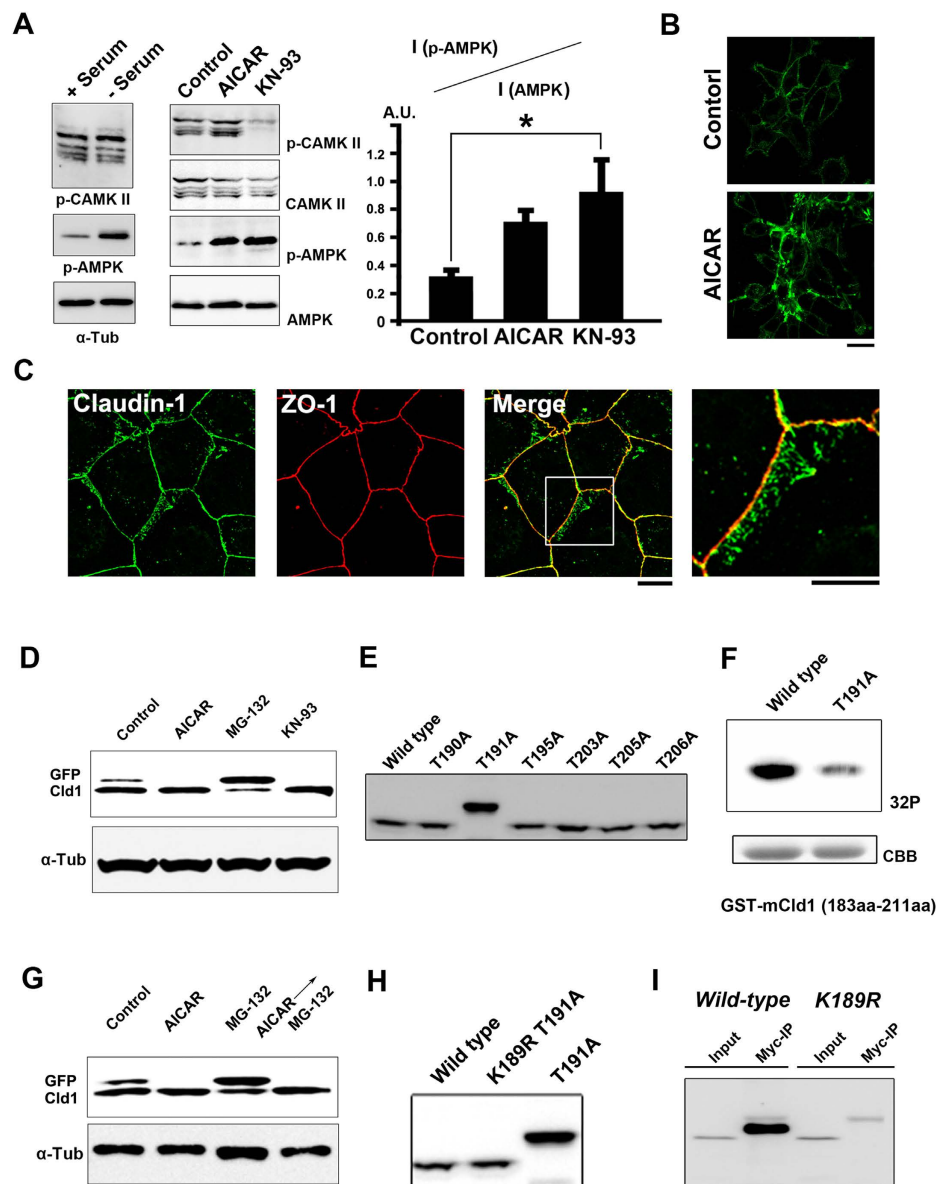 A
+ Serum
- Serum
p-CAMK II
p-AMPK
α-Tub
Control
AICAR
KN-93
p-CAMK II
CAMK II
p-AMPK
AMPK
I (p-AMPK)
I (AMPK)
A.U.
*
1.2
1.0
0.8
0.6
0.4
0.2
0
Control AICAR KN-93
B
Contorl
AICAR
C
Claudin-1
ZO-1
Merge
D
Control
AICAR
MG-132
KN-93
GFP
Cld1
α-Tub
E
Wild type
T190A
T191A
T195A
T203A
T205A
T206A
F
Wild type
T191A
32P
CBB
GST-mCld1 (183aa-211aa)
G
Control
AICAR
MG-132
AICAR
MG-132
GFP
Cld1
α-Tub
H
Wild type
K189R T191A
T191A
I
Wild-type
K189R
Input
Myc-IP
Input
Myc-IP